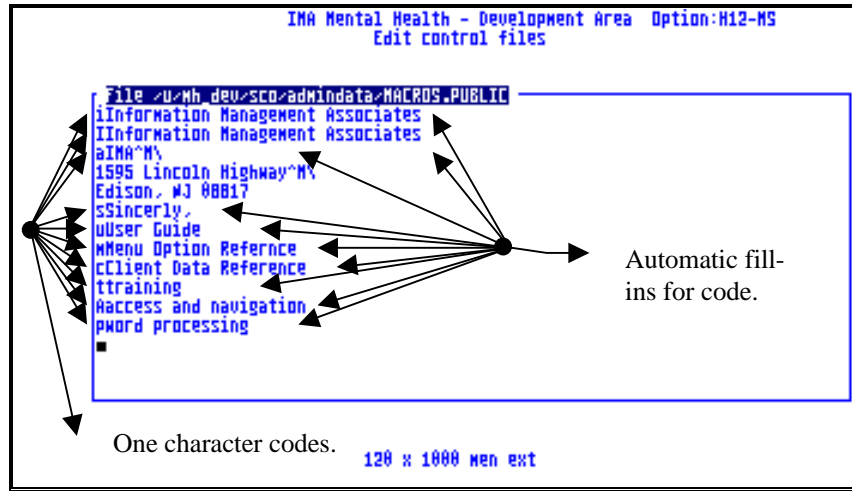 IMA Mental Health - Development Area Option:H12-MS
Edit control files
File /u/mh_dev/sco/admindata/MACROS.PUBLIC
iInformation Management Associates
IInformation Management Associates
aIMA^M\
1595 Lincoln Highway^M\
Edison, NJ 08817
sSincerly,
uUser Guide
mMenu Option Refernce
cClient Data Reference
ttraining
Aaccess and navigation
pword processing
Automatic fill-
ins for code.
One character codes.
120 x 1000 men ext